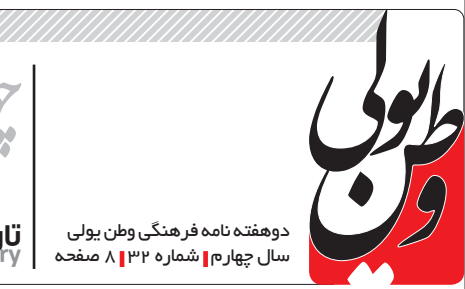 وطن یولی
دوهفته نامه فرهنگی وطن یولی
سال چهارم | شماره ۳۲ | ۸ صفحه